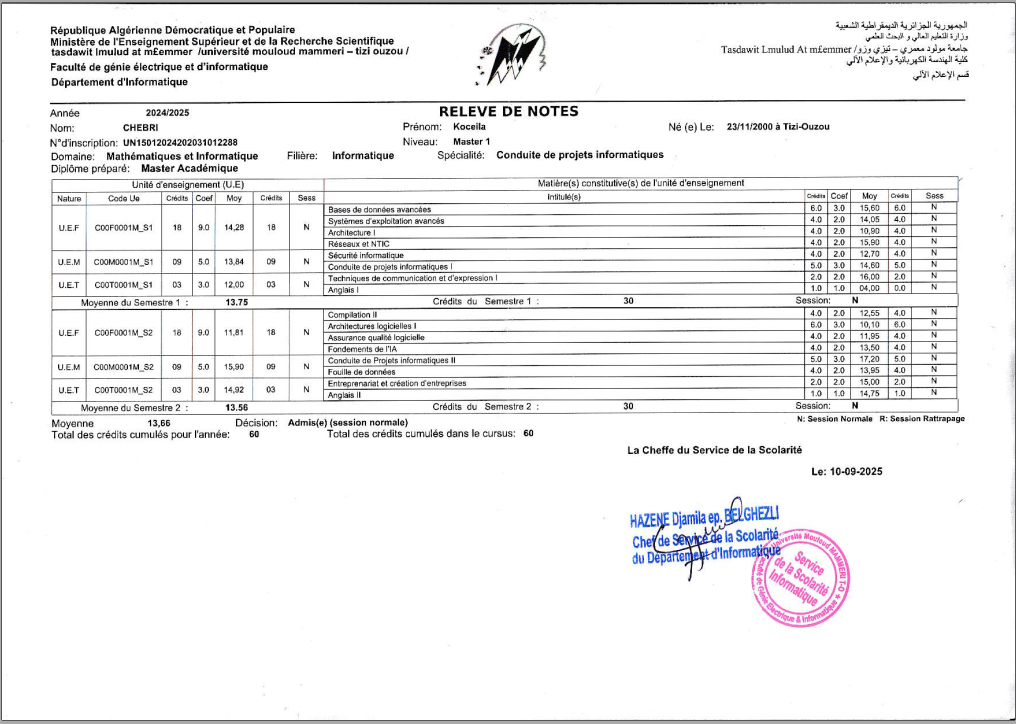 République Algérienne Démocratique et Populaire
Ministère de l'Enseignement Supérieur et de la Recherche Scientifique
tasdawit lmulud at m£emmer /université mouloud mammeri – tizi ouzou /
Faculté de génie électrique et d'informatique
Département d'Informatique
الجمهورية الجزائرية الديمقراطية الشعبية
وزارة التعليم العالي و البحث العلمي
Tasdawit Lmulud At m£emmer /جامعة مولود معمري – تيزي وزو
كلية الهندسة الكهربائية والإعلام الآلي
قسم الإعلام الآلي
RELEVE DE NOTES
Année 2024/2025
Nom: CHEBRI Prénom: Koceila Né (e) Le: 23/11/2000 à Tizi-Ouzou
N°d'inscription: UN15012024202031012288 Niveau: Master 1
Domaine: Mathématiques et Informatique Filière: Informatique Spécialité: Conduite de projets informatiques
Diplôme préparé: Master Académique
Unité d'enseignement (U.E) Matière(s) constitutive(s) de l'unité d'enseignement
Nature Code Ue Crédits Coef Moy Crédits Sess Intitulé(s) Crédits Coef Moy Crédits Sess
U.E.F C00F0001M_S1 18 9.0 14,28 18 N
Bases de données avancées 6.0 3.0 15,60 6.0 N
Systèmes d'exploitation avancés 4.0 2.0 14,05 4.0 N
Architecture I 4.0 2.0 10,90 4.0 N
Réseaux et NTIC 4.0 2.0 15,90 4.0 N
U.E.M C00M0001M_S1 09 5.0 13,84 09 N
Sécurité informatique 4.0 2.0 12,70 4.0 N
Conduite de projets informatiques I 5.0 3.0 14,60 5.0 N
U.E.T C00T0001M_S1 03 3.0 12,00 03 N
Techniques de communication et d'expression I 2.0 2.0 16,00 2.0 N
Anglais I 1.0 1.0 04,00 0.0 N
Moyenne du Semestre 1 : 13.75 Crédits du Semestre 1 : 30 Session: N
U.E.F C00F0001M_S2 18 9.0 11,81 18 N
Compilation II 4.0 2.0 12,55 4.0 N
Architectures logicielles I 6.0 3.0 10,10 6.0 N
Assurance qualité logicielle 4.0 2.0 11,95 4.0 N
Fondements de l'IA 4.0 2.0 13,50 4.0 N
U.E.M C00M0001M_S2 09 5.0 15,90 09 N
Conduite de Projets informatiques II 5.0 3.0 17,20 5.0 N
Fouille de données 4.0 2.0 13,95 4.0 N
U.E.T C00T0001M_S2 03 3.0 14,92 03 N
Entreprenariat et création d'entreprises 2.0 2.0 15,00 2.0 N
Anglais II 1.0 1.0 14,75 1.0 N
Moyenne du Semestre 2 : 13.56 Crédits du Semestre 2 : 30 Session: N
Moyenne 13,66 Décision: Admis(e) (session normale) N: Session Normale R: Session Rattrapage
Total des crédits cumulés pour l'année: 60 Total des crédits cumulés dans le cursus: 60
La Cheffe du Service de la Scolarité
Le: 10-09-2025
HAZENE Djamila ep. BELGHEZLI
Chef de Service de la Scolarité
du Département d'Informatique
Université Mouloud MAMMERI T-O
Service
de la Scolarité
Informatique
Génie Electrique & Informatique